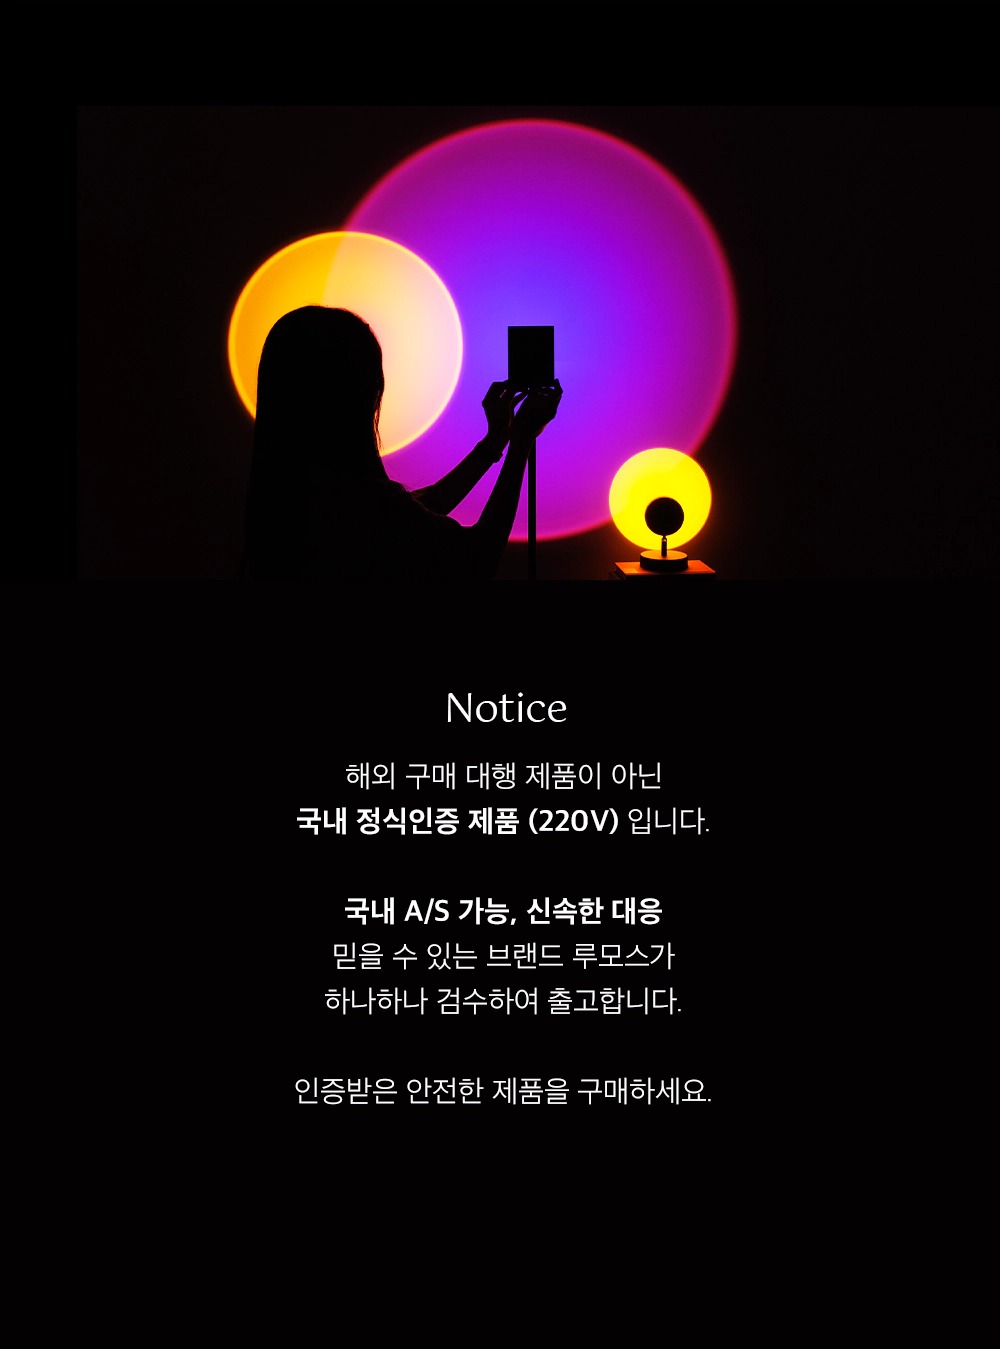 Notice
해외 구매 대행 제품이 아닌
국내 정식인증 제품 (220V) 입니다.
국내 A/S 가능, 신속한 대응
믿을 수 있는 브랜드 루모스가
하나하나 검수하여 출고합니다.
인증받은 안전한 제품을 구매하세요.